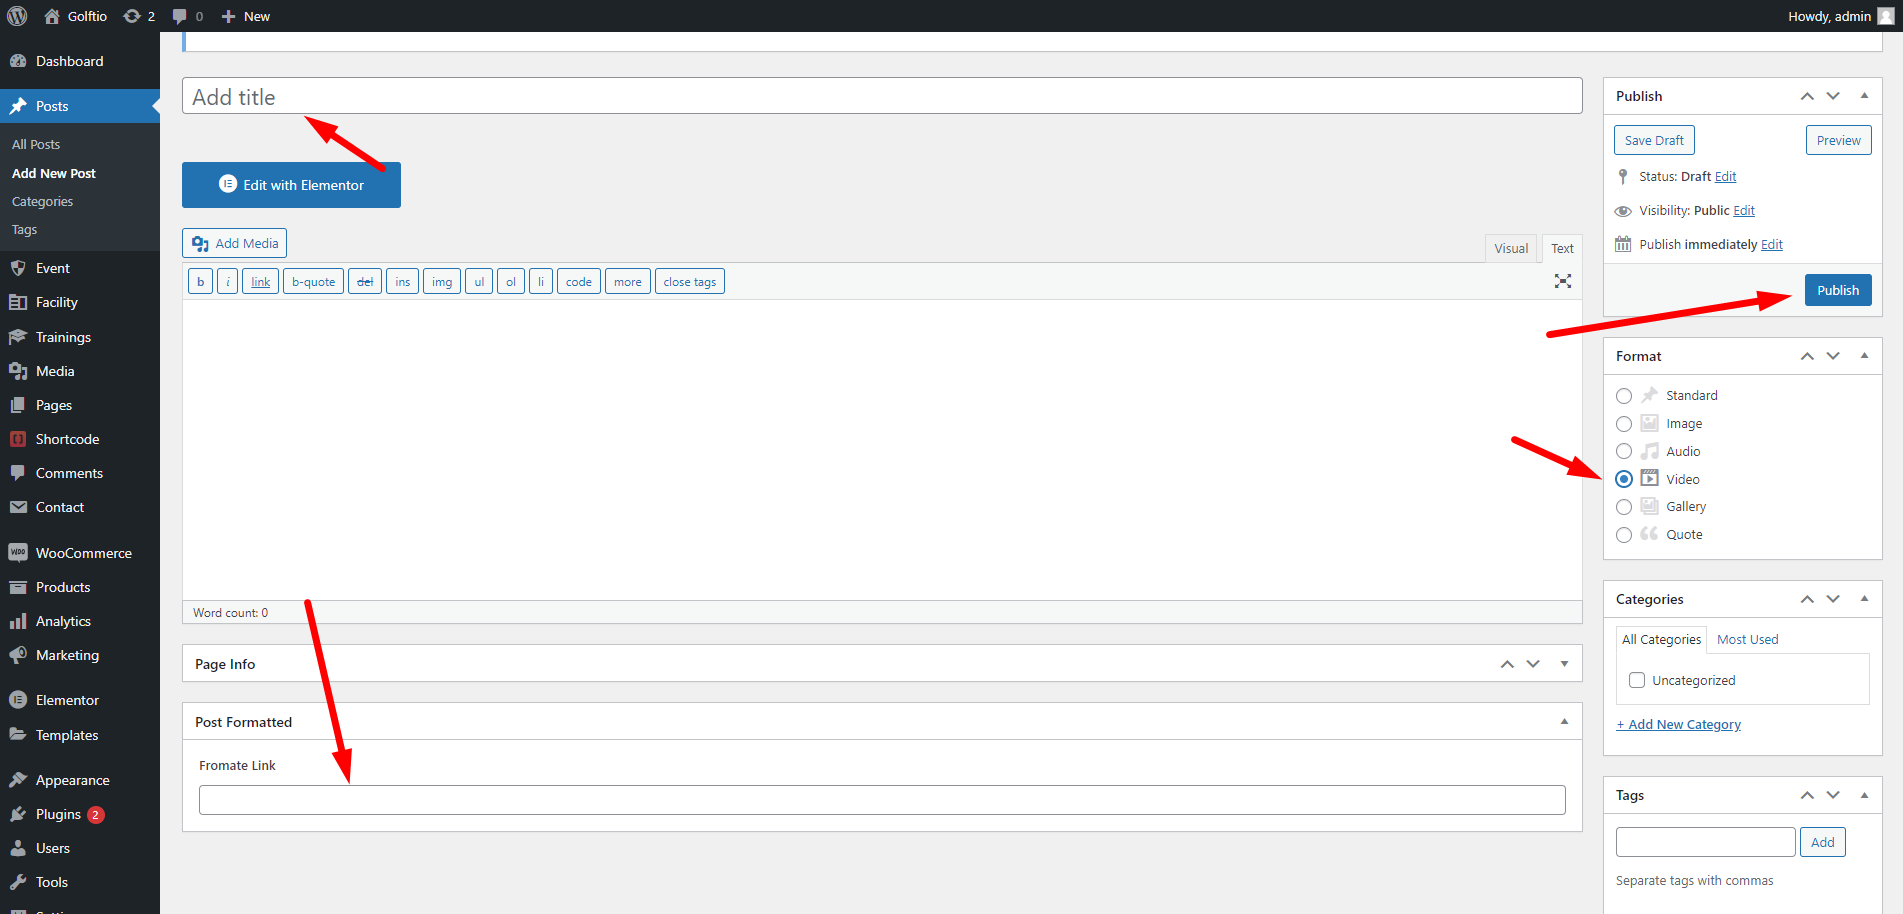 Golftio
2
0
New
Howdy, admin
Dashboard
Posts
All Posts
Add New Post
Categories
Tags
Event
Facility
Trainings
Media
Pages
Shortcode
Comments
Contact
WooCommerce
Products
Analytics
Marketing
Elementor
Templates
Appearance
Plugins 2
Users
Tools
Add title
Edit with Elementor
Add Media
Visual
Text
b
i
link
b-quote
del
ins
img
ul
ol
li
code
more
close tags
Word count: 0
Page Info
Post Formatted
Fromate Link
Publish
Save Draft
Preview
Status: Draft Edit
Visibility: Public Edit
Publish immediately Edit
Publish
Format
Standard
Image
Audio
Video
Gallery
Quote
Categories
All Categories
Most Used
Uncategorized
+ Add New Category
Tags
Add
Separate tags with commas